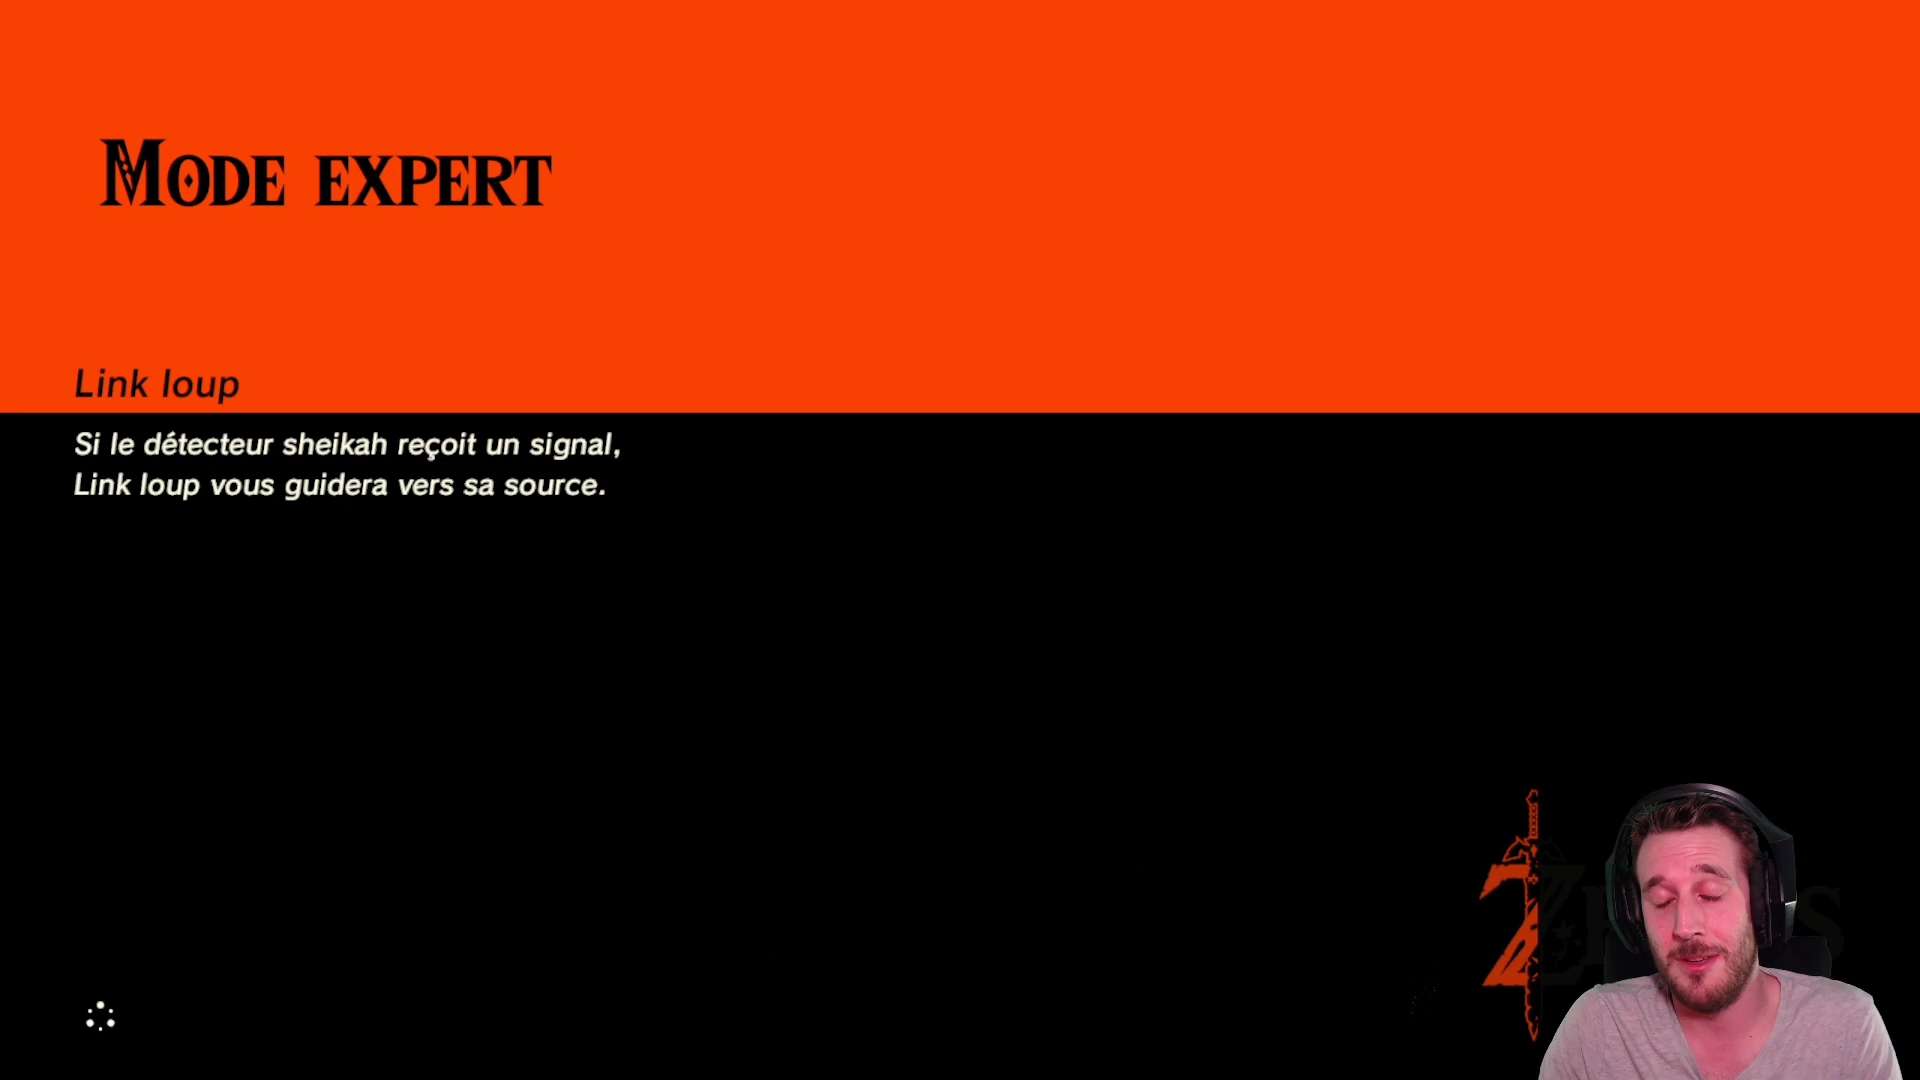 Mode expert
Link loup
Si le détecteur sheikah reçoit un signal,
Link loup vous guidera vers sa source.